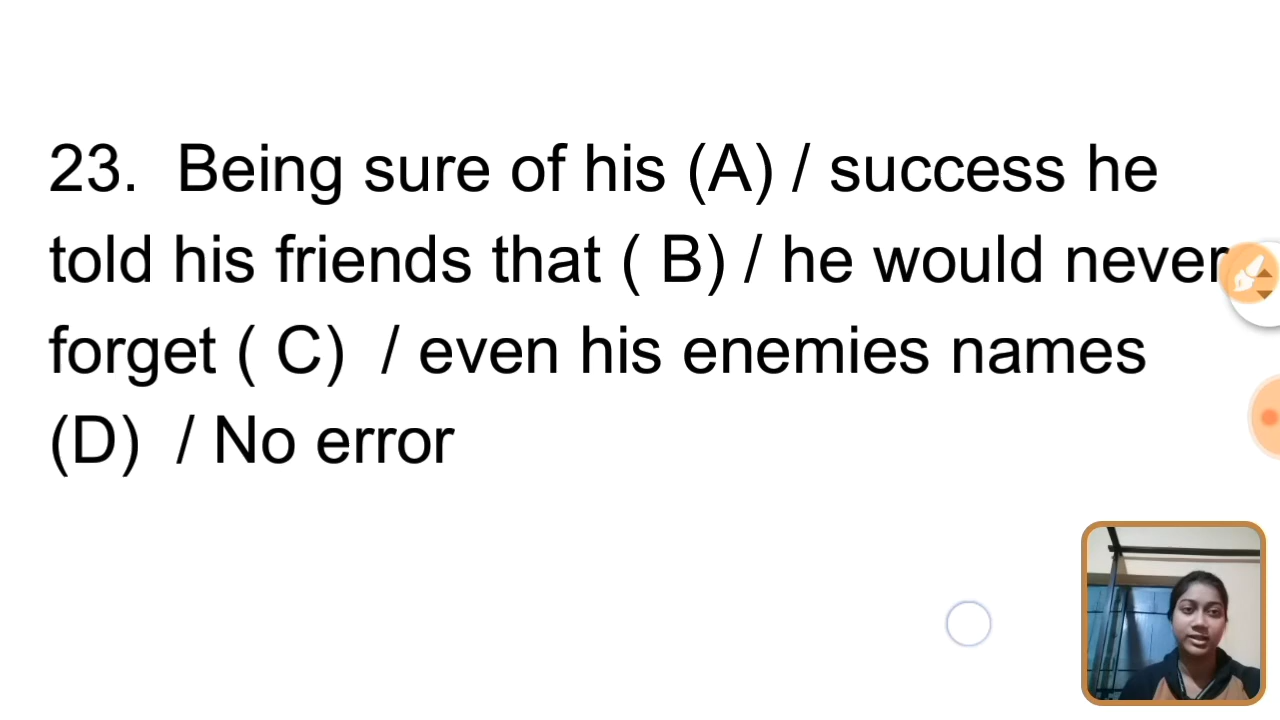 23. Being sure of his (A) / success he
told his friends that ( B) / he would never
forget ( C) / even his enemies names
(D) / No error